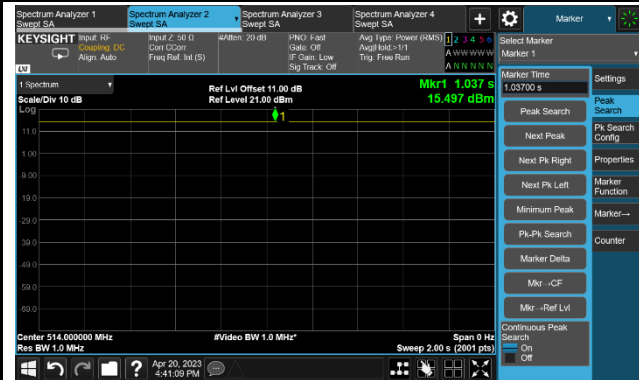 Spectrum Analyzer 1
Swept SA
Spectrum Analyzer 2
Swept SA
Spectrum Analyzer 3
Swept SA
Spectrum Analyzer 4
Swept SA
+
Marker
KEYSIGHT
Input: RF
Coupling: DC
Align: Auto
Input Z: 50 Ω
Corr CCorr
Freq Ref: Int (S)
#Atten: 20 dB
PNO: Fast
Gate: Off
IF Gain: Low
Sig Track: Off
Avg Type: Power (RMS)
Avg|Hold:>1/1
Trig: Free Run
1 2 3 4 5 6
A W W W W W
A N N N N N
LXI
Select Marker
Marker 1
1 Spectrum
Scale/Div 10 dB
Log
Ref Lvl Offset 11.00 dB
Ref Level 21.00 dBm
Mkr1 1.037 s
15.497 dBm
1
11.0
1.00
-9.00
-19.0
-29.0
-39.0
-49.0
-59.0
-69.0
Center 514.000000 MHz
Res BW 1.0 MHz
#Video BW 1.0 MHz*
Span 0 Hz
Sweep 2.00 s (2001 pts)
Marker Time
1.03700 s
Peak Search
Next Peak
Next Pk Right
Next Pk Left
Minimum Peak
Pk-Pk Search
Marker Delta
Mkr→CF
Mkr→Ref Lvl
Continuous Peak
Search
On
Off
Settings
Peak
Search
Pk Search
Config
Properties
Marker
Function
Marker→
Counter
?
Apr 20, 2023
4:41:09 PM